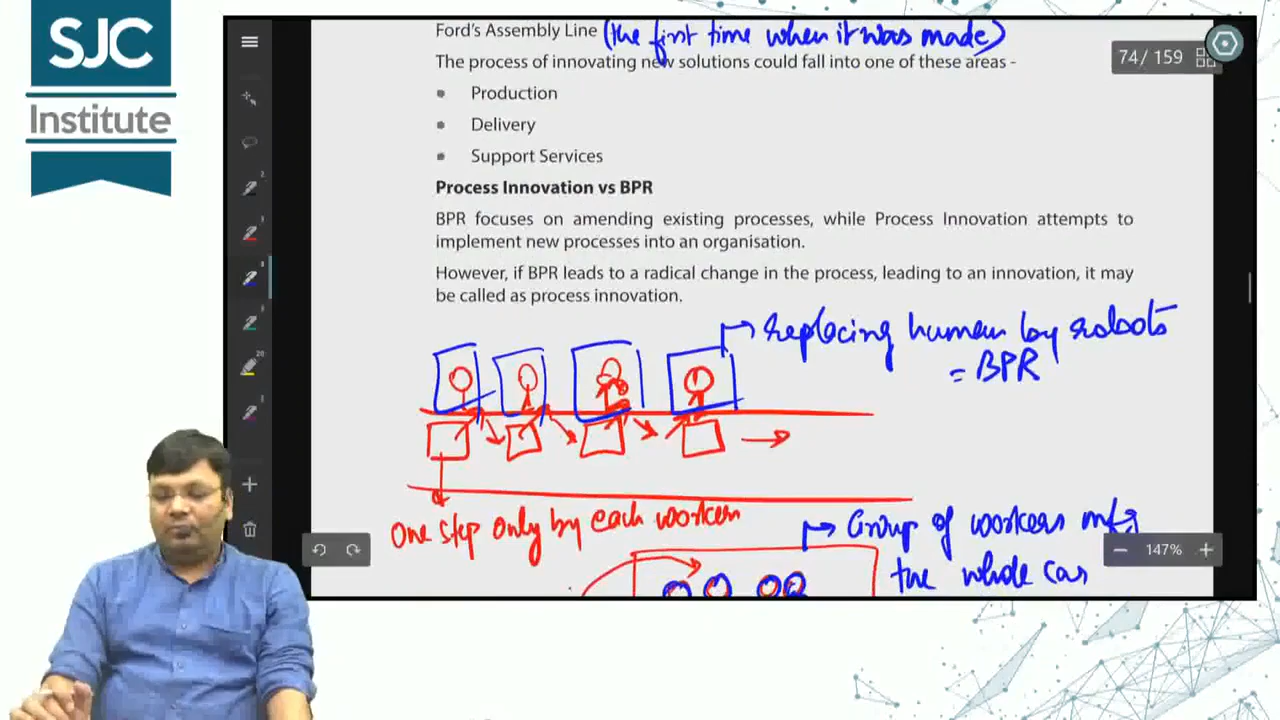 SJC
Institute
Ford's Assembly Line (the first time when it was made)
74 / 159
The process of innovating new solutions could fall into one of these areas -
Production
Delivery
Support Services
Process Innovation vs BPR
BPR focuses on amending existing processes, while Process Innovation attempts to
implement new processes into an organisation.
However, if BPR leads to a radical change in the process, leading to an innovation, it may
be called as process innovation.
replacing human by robots
= BPR
One step only by each worker
Group of workers mfg
the whole car
147%